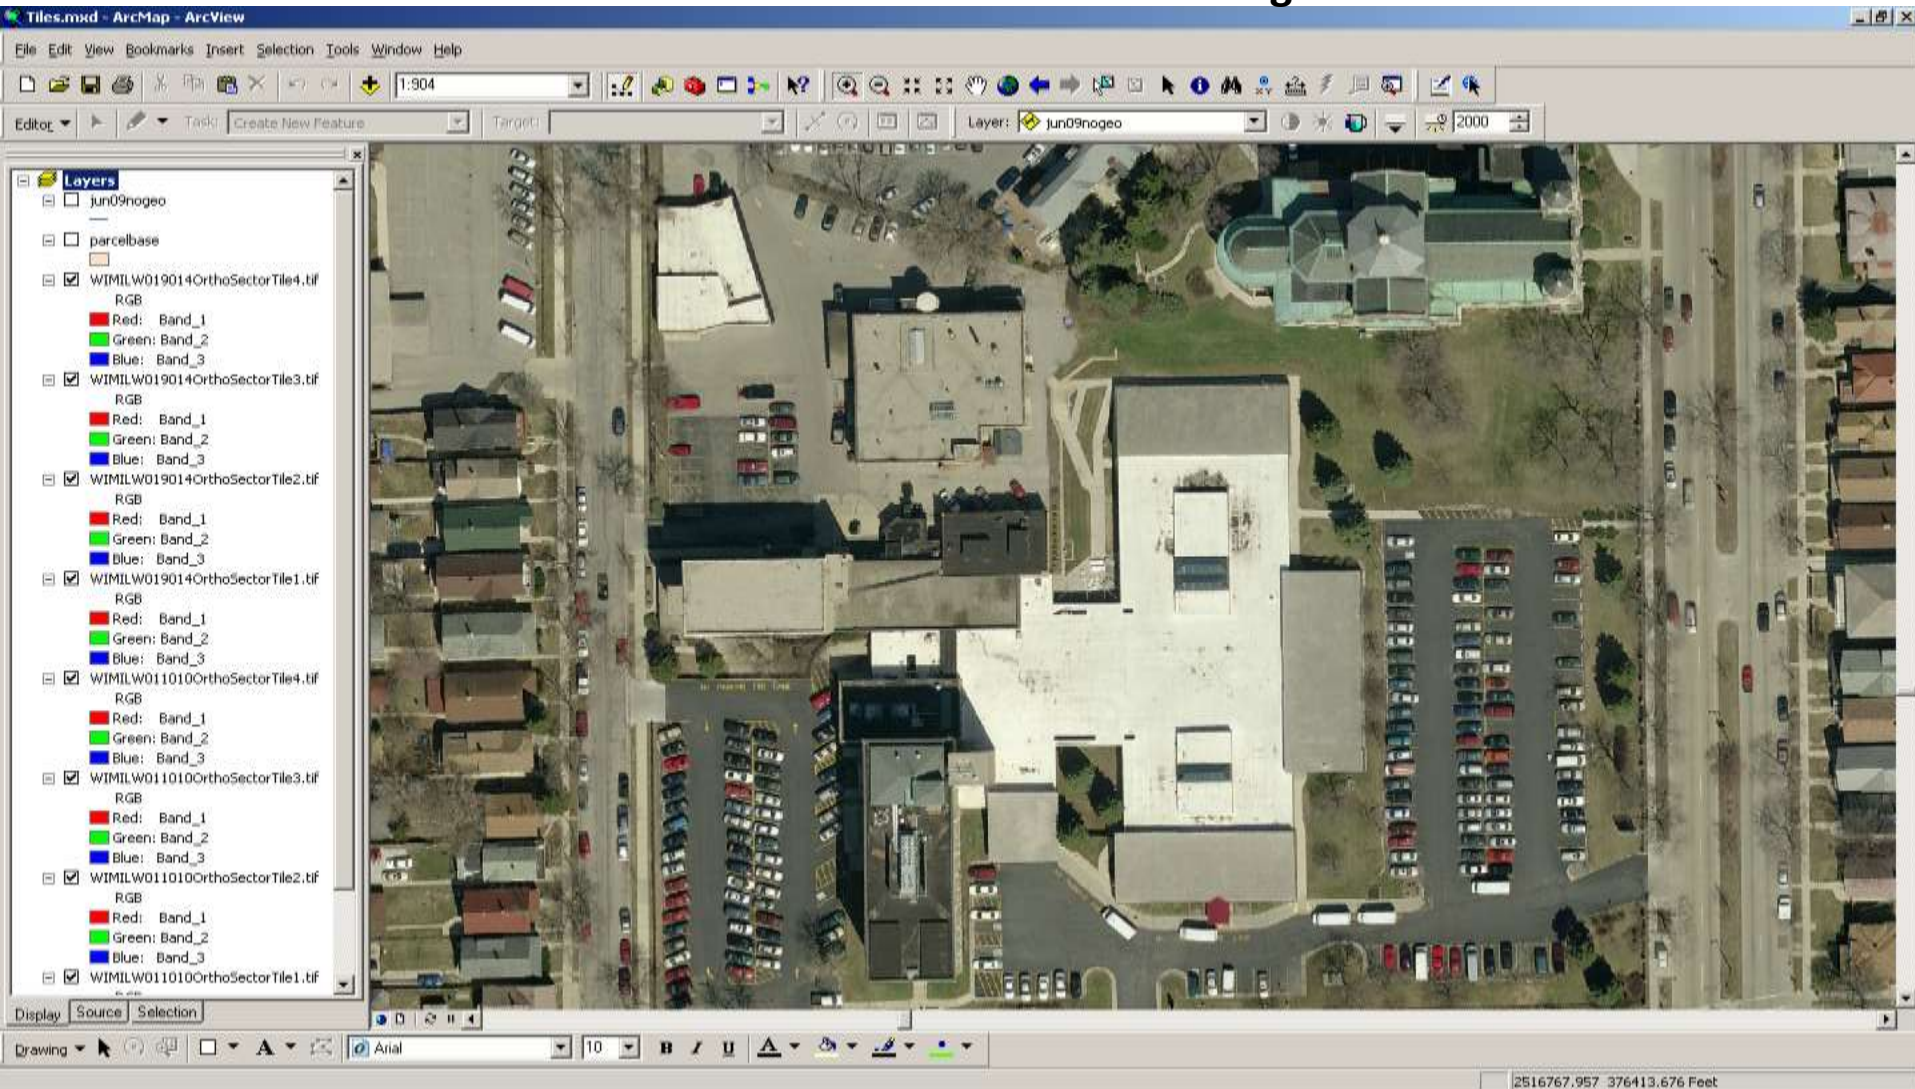 g
Tiles.mxd - ArcMap - ArcView
File Edit View Bookmarks Insert Selection Tools Window Help
1:904
Editor Task: Create New Feature Target: Layer: jun09nogeo 2000
Layers
jun09nogeo
parcelbase
WIMILW019014OrthoSectorTile4.tif
RGB
Red: Band_1
Green: Band_2
Blue: Band_3
WIMILW019014OrthoSectorTile3.tif
RGB
Red: Band_1
Green: Band_2
Blue: Band_3
WIMILW019014OrthoSectorTile2.tif
RGB
Red: Band_1
Green: Band_2
Blue: Band_3
WIMILW019014OrthoSectorTile1.tif
RGB
Red: Band_1
Green: Band_2
Blue: Band_3
WIMILW011010OrthoSectorTile4.tif
RGB
Red: Band_1
Green: Band_2
Blue: Band_3
WIMILW011010OrthoSectorTile3.tif
RGB
Red: Band_1
Green: Band_2
Blue: Band_3
WIMILW011010OrthoSectorTile2.tif
RGB
Red: Band_1
Green: Band_2
Blue: Band_3
WIMILW011010OrthoSectorTile1.tif
Display Source Selection
Drawing A Arial 10 B I U A
2516767.957 376413.676 Feet